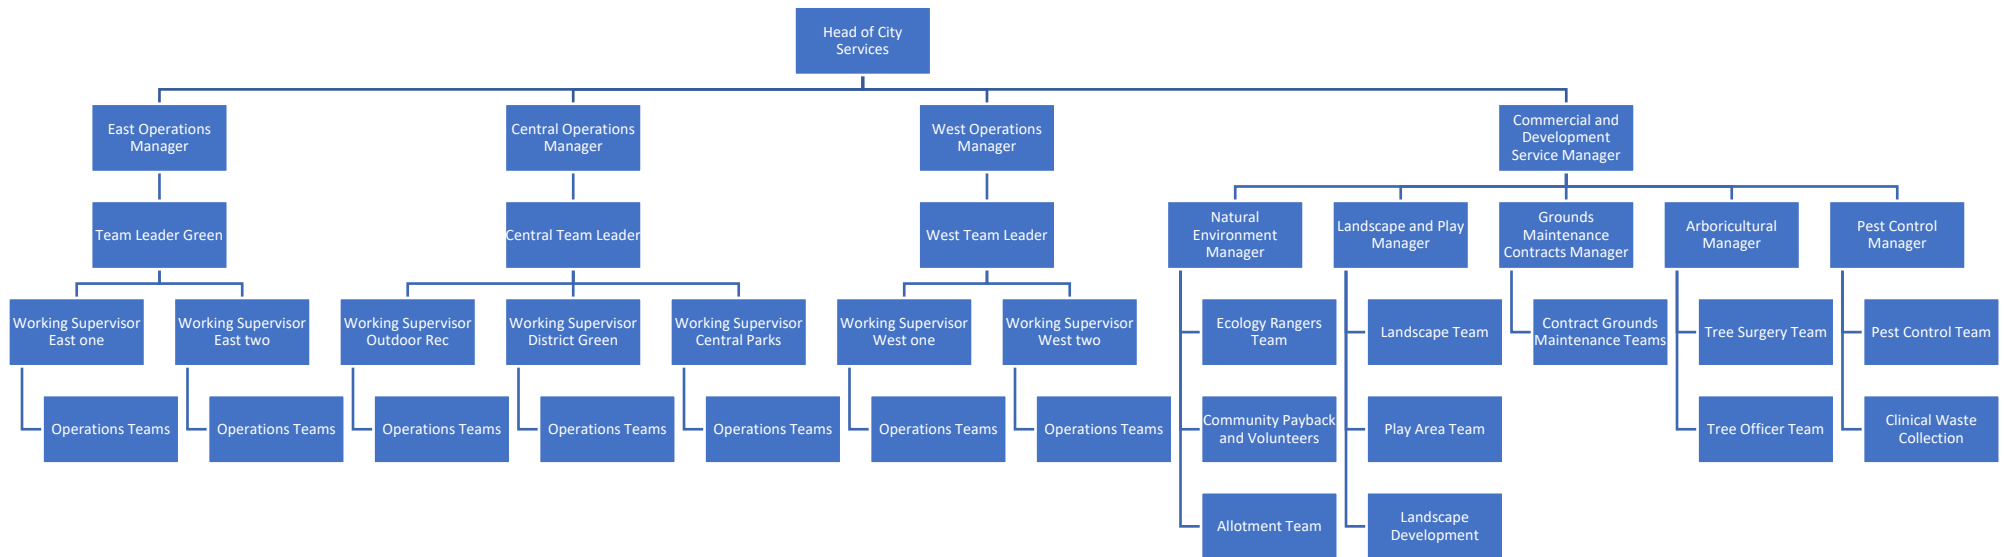 Head of City
Services
East Operations
Manager
Central Operations
Manager
West Operations
Manager
Commercial and
Development
Service Manager
Team Leader Green
Central Team Leader
West Team Leader
Natural
Environment
Manager
Landscape and Play
Manager
Grounds
Maintenance
Contracts Manager
Arboricultural
Manager
Pest Control
Manager
Working Supervisor
East one
Working Supervisor
East two
Working Supervisor
Outdoor Rec
Working Supervisor
District Green
Working Supervisor
Central Parks
Working Supervisor
West one
Working Supervisor
West two
Ecology Rangers
Team
Landscape Team
Contract Grounds
Maintenance Teams
Tree Surgery Team
Pest Control Team
Operations Teams
Operations Teams
Operations Teams
Operations Teams
Operations Teams
Operations Teams
Operations Teams
Community Payback
and Volunteers
Play Area Team
Tree Officer Team
Clinical Waste
Collection
Allotment Team
Landscape
Development